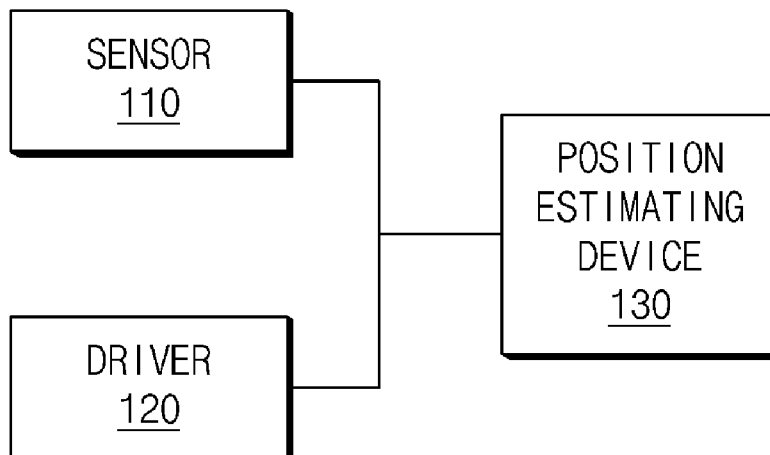 SENSOR
110
POSITION
ESTIMATING
DEVICE
130
DRIVER
120